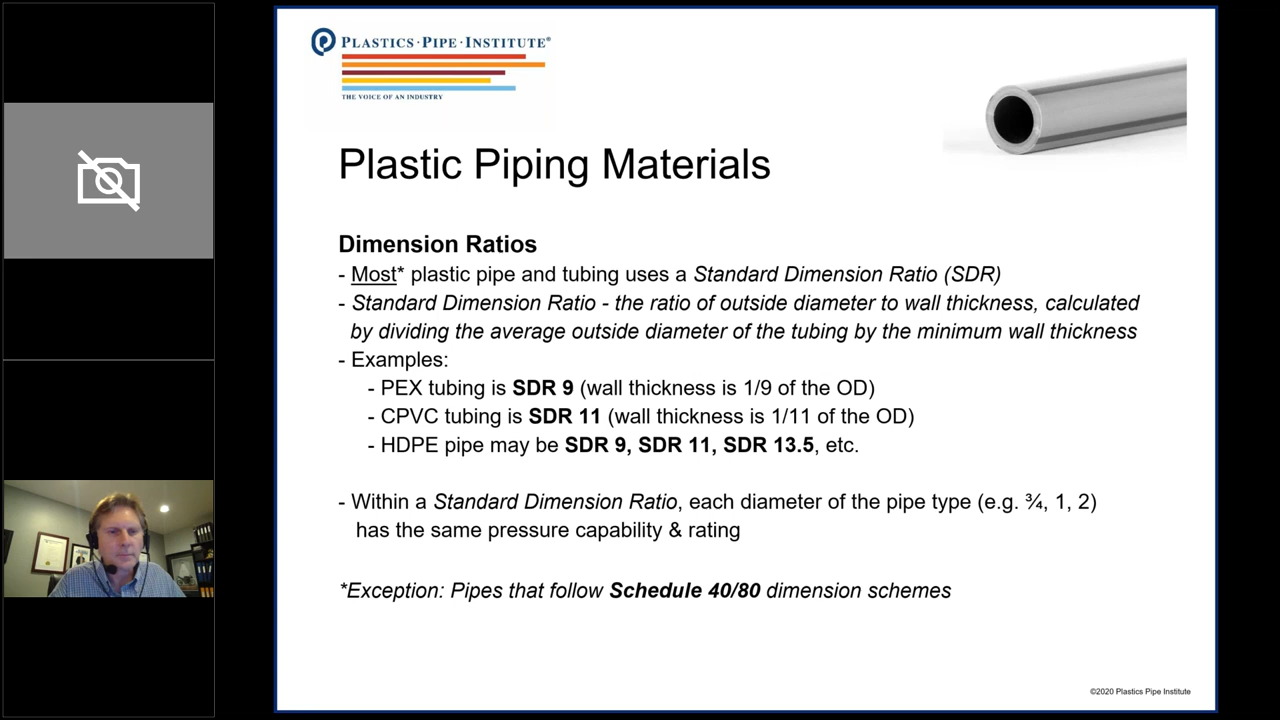 PLASTICS·PIPE·INSTITUTE®
THE VOICE OF AN INDUSTRY
Plastic Piping Materials
Dimension Ratios
- Most* plastic pipe and tubing uses a Standard Dimension Ratio (SDR)
- Standard Dimension Ratio - the ratio of outside diameter to wall thickness, calculated
by dividing the average outside diameter of the tubing by the minimum wall thickness
- Examples:
- PEX tubing is SDR 9 (wall thickness is 1/9 of the OD)
- CPVC tubing is SDR 11 (wall thickness is 1/11 of the OD)
- HDPE pipe may be SDR 9, SDR 11, SDR 13.5, etc.
- Within a Standard Dimension Ratio, each diameter of the pipe type (e.g. ¾, 1, 2)
has the same pressure capability & rating
*Exception: Pipes that follow Schedule 40/80 dimension schemes
©2020 Plastics Pipe Institute